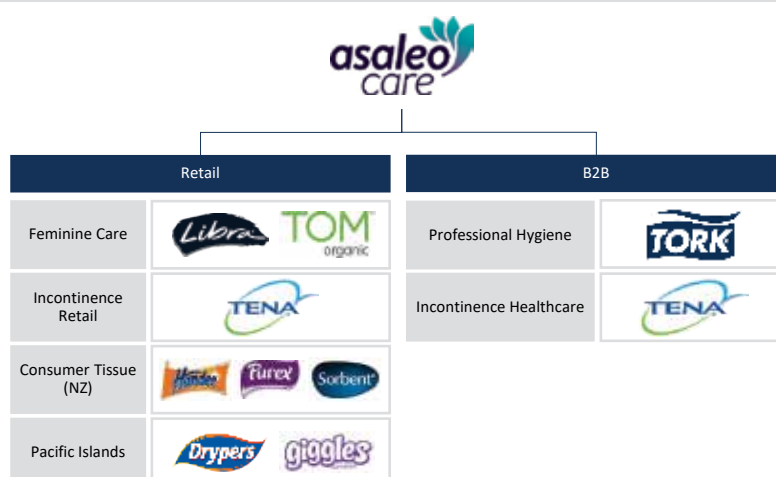 asaleo
care
Retail
B2B
Feminine Care
Libra
TOM
organic
Professional Hygiene
TORK
Incontinence
Retail
TENA
Incontinence Healthcare
TENA
Consumer Tissue
(NZ)
Handee
Purex
Sorbent
Pacific Islands
Drypers
giggles